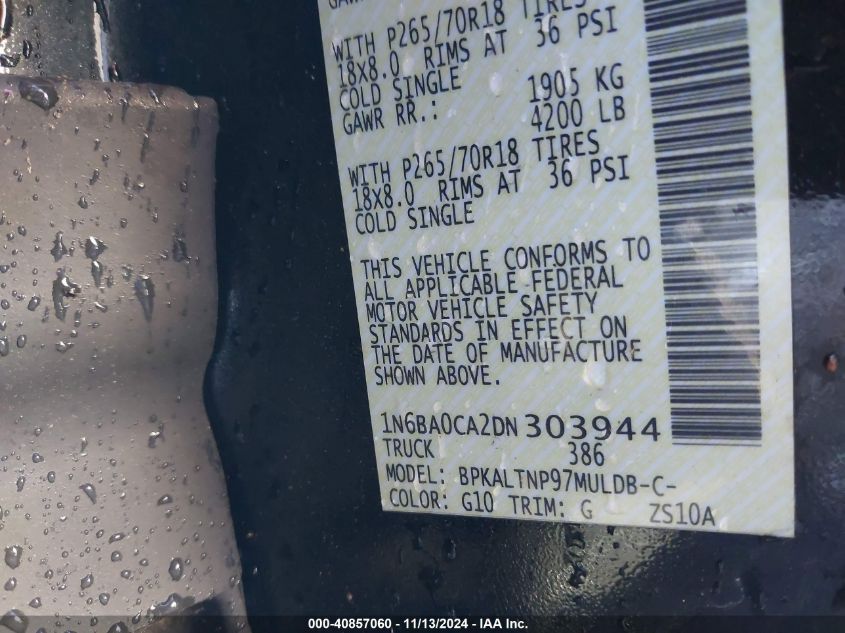 GAWR
WITH P265/70R18 TIRES
18X8.0 RIMS AT 36 PSI
COLD SINGLE
1905 KG
GAWR RR.: 4200 LB
WITH P265/70R18 TIRES
18X8.0 RIMS AT 36 PSI
COLD SINGLE
THIS VEHICLE CONFORMS TO
ALL APPLICABLE FEDERAL
MOTOR VEHICLE SAFETY
STANDARDS IN EFFECT ON
THE DATE OF MANUFACTURE
SHOWN ABOVE.
1N6BA0CA2DN 303944
TRUCK 386
MODEL: BPKALTNP97MULDB-C-
COLOR: G10 TRIM: G ZS10A
000-40857060 - 11/13/2024 - IAA Inc.